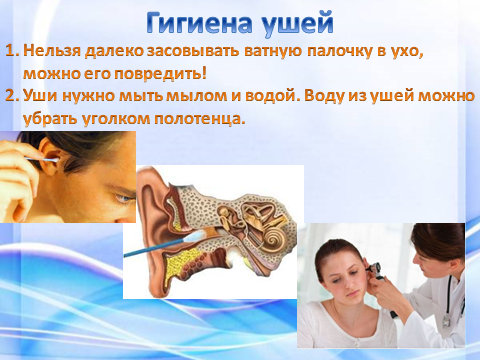 Гигиена ушей
1. Нельзя далеко засовывать ватную палочку в ухо,
можно его повредить!
2. Уши нужно мыть мылом и водой. Воду из ушей можно
убрать уголком полотенца.